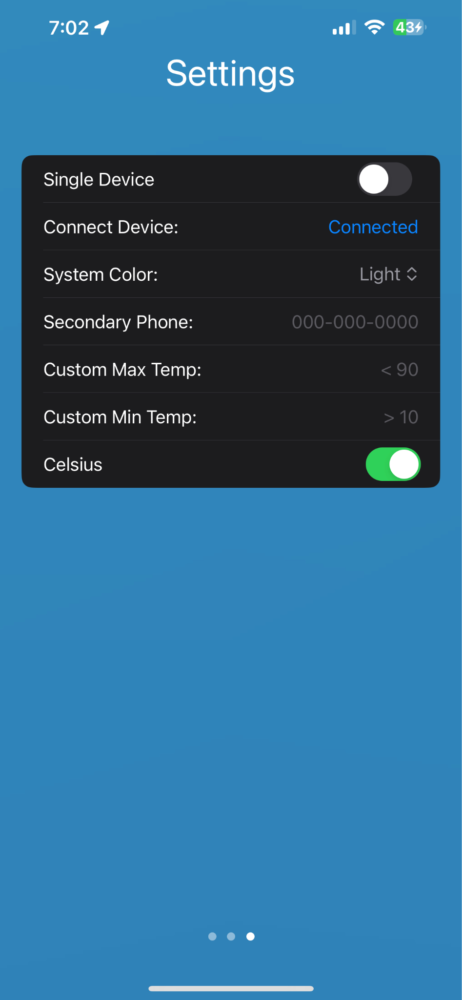 7:02
43
Settings
Single Device
Connect Device: Connected
System Color: Light
Secondary Phone: 000-000-0000
Custom Max Temp: < 90
Custom Min Temp: > 10
Celsius